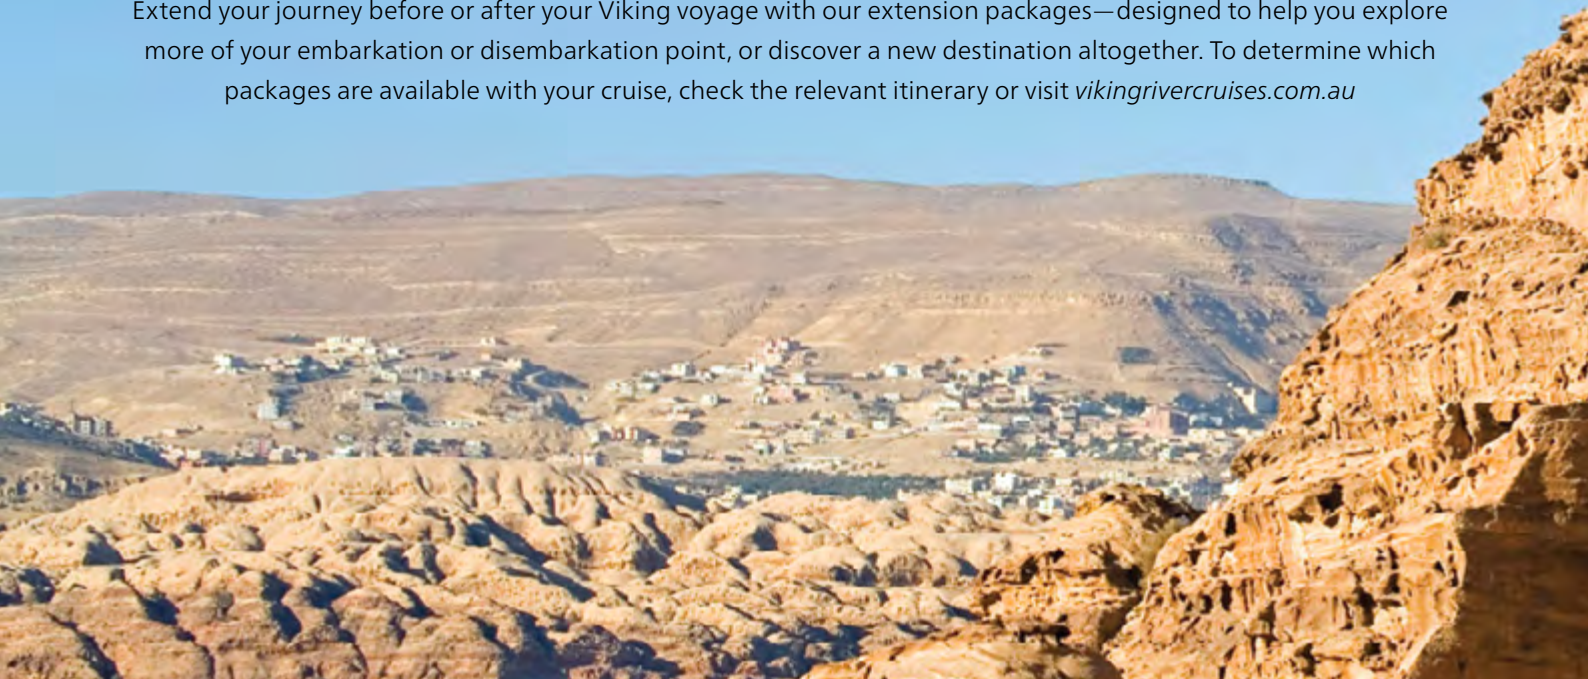 Extend your journey before or after your Viking voyage with our extension packages—designed to help you explore
more of your embarkation or disembarkation point, or discover a new destination altogether. To determine which
packages are available with your cruise, check the relevant itinerary or visit vikingrivercruises.com.au